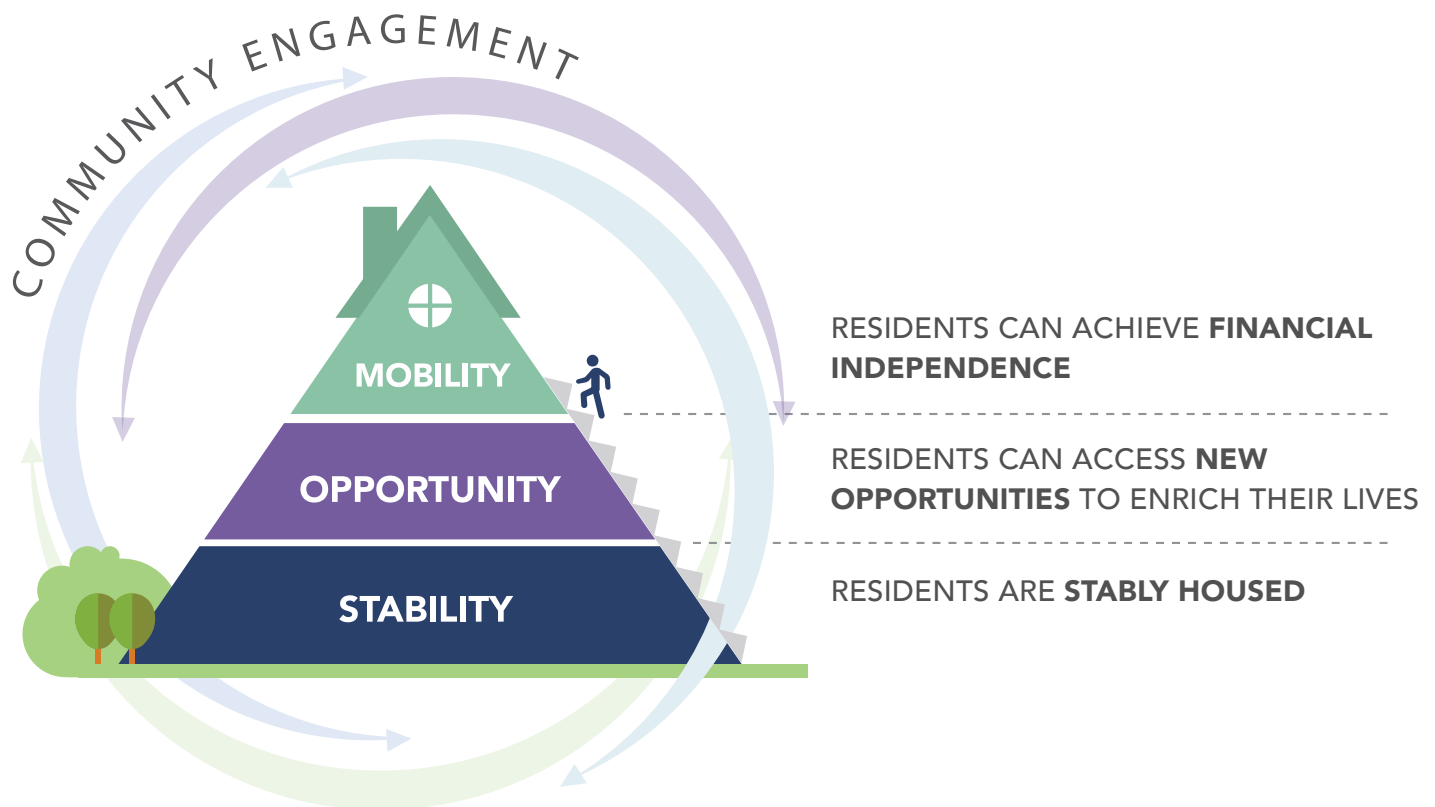 COMMUNITY ENGAGEMENT
MOBILITY
RESIDENTS CAN ACHIEVE FINANCIAL
INDEPENDENCE
OPPORTUNITY
RESIDENTS CAN ACCESS NEW
OPPORTUNITIES TO ENRICH THEIR LIVES
STABILITY
RESIDENTS ARE STABLY HOUSED